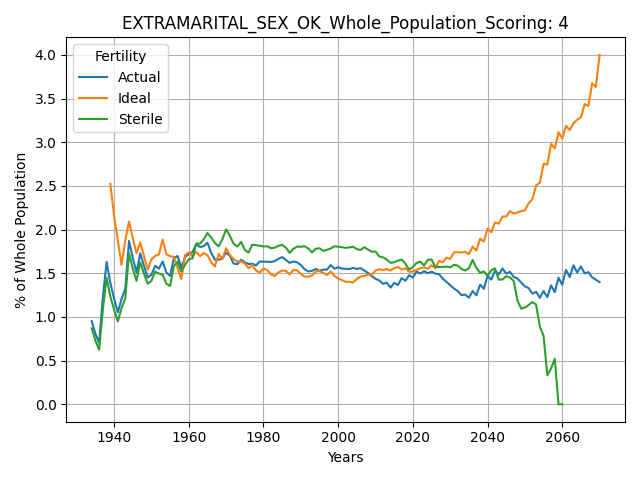 EXTRAMARITAL_SEX_OK_Whole_Population_Scoring: 4
Fertility
Actual
Ideal
Sterile
% of Whole Population
4.0
3.5
3.0
2.5
2.0
1.5
1.0
0.5
0.0
1940 1960 1980 2000 2020 2040 2060
Years